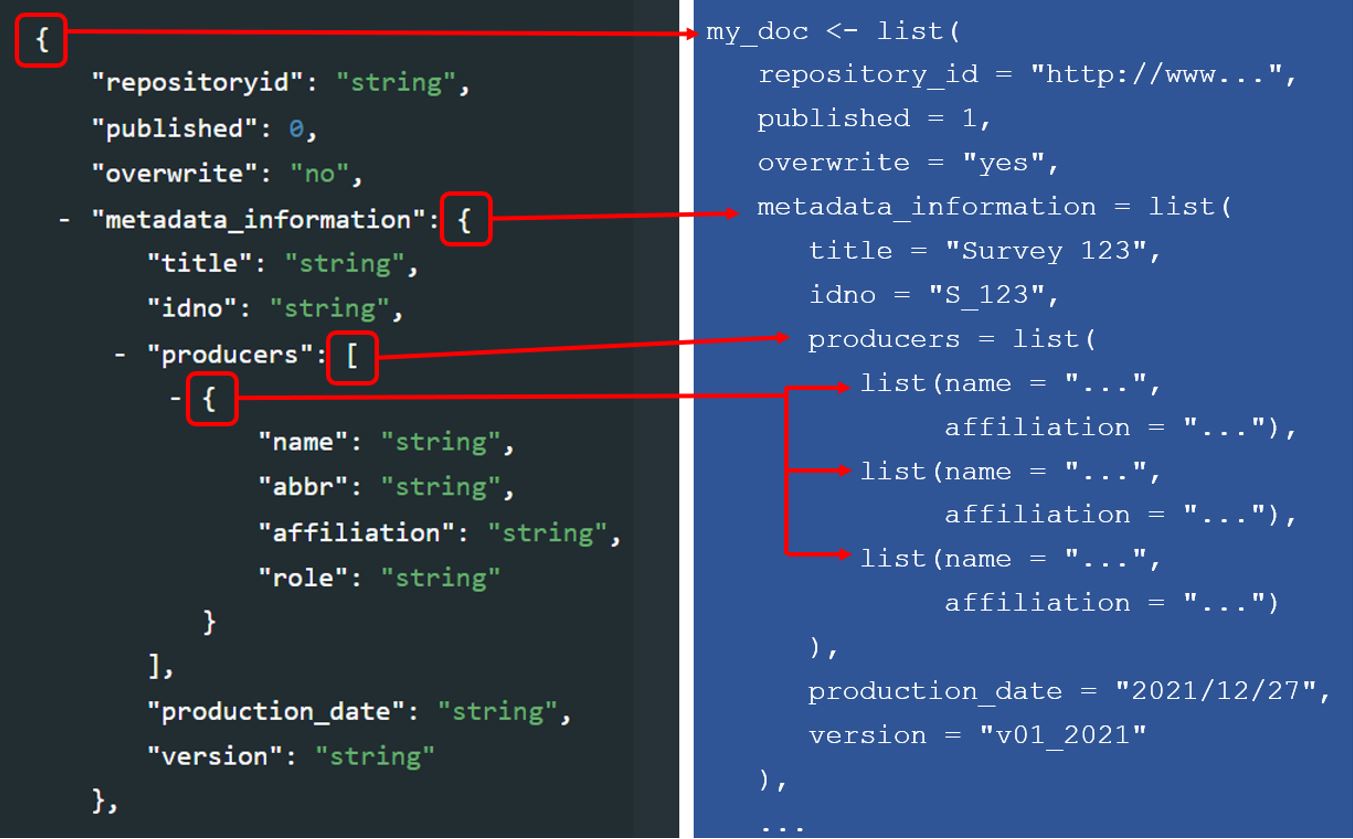 {
"repositoryid": "string",
"published": 0,
"overwrite": "no",
- "metadata_information": {
"title": "string",
"idno": "string",
- "producers": [
- {
"name": "string",
"abbr": "string",
"affiliation": "string",
"role": "string"
}
],
"production_date": "string",
"version": "string"
},
my_doc <- list(
repository_id = "http://www...",
published = 1,
overwrite = "yes",
metadata_information = list(
title = "Survey 123",
idno = "S_123",
producers = list(
list(name = "...",
affiliation = "..."),
list(name = "...",
affiliation = "..."),
list(name = "...",
affiliation = "...")
),
production_date = "2021/12/27",
version = "v01_2021"
),
...